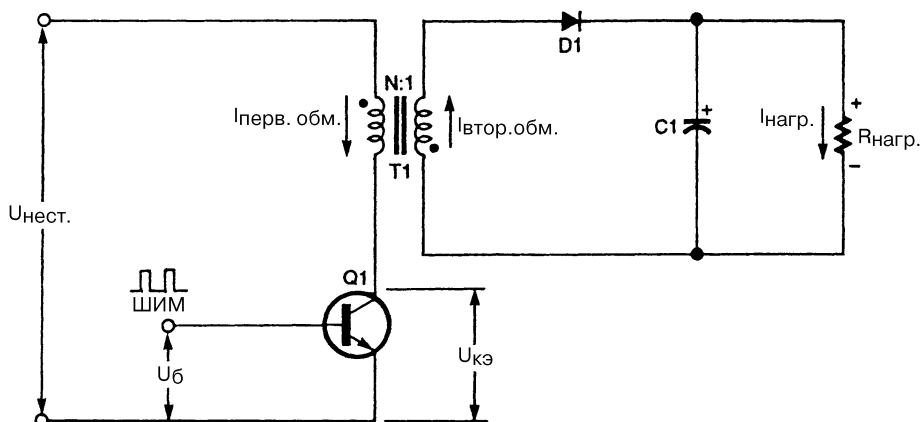 D1
N:1
Iперв. обм.
Iвтор.обм.
T1
C1
+
Iнагр.
+
Rнагр.
–
Uнест.
Q1
ШИМ
Uб
Uкэ